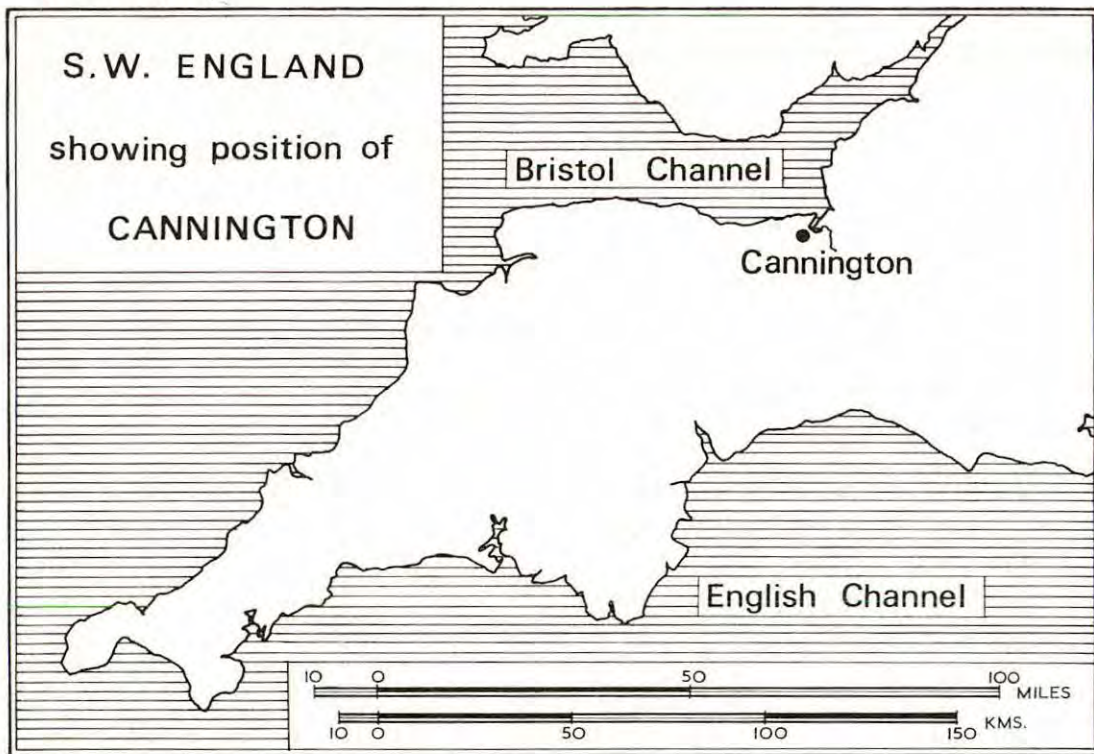 S.W. ENGLAND
showing position of
CANNINGTON
Bristol Channel
Cannington
English Channel
10 0 50 100 MILES
10 0 50 100 150 KMS.